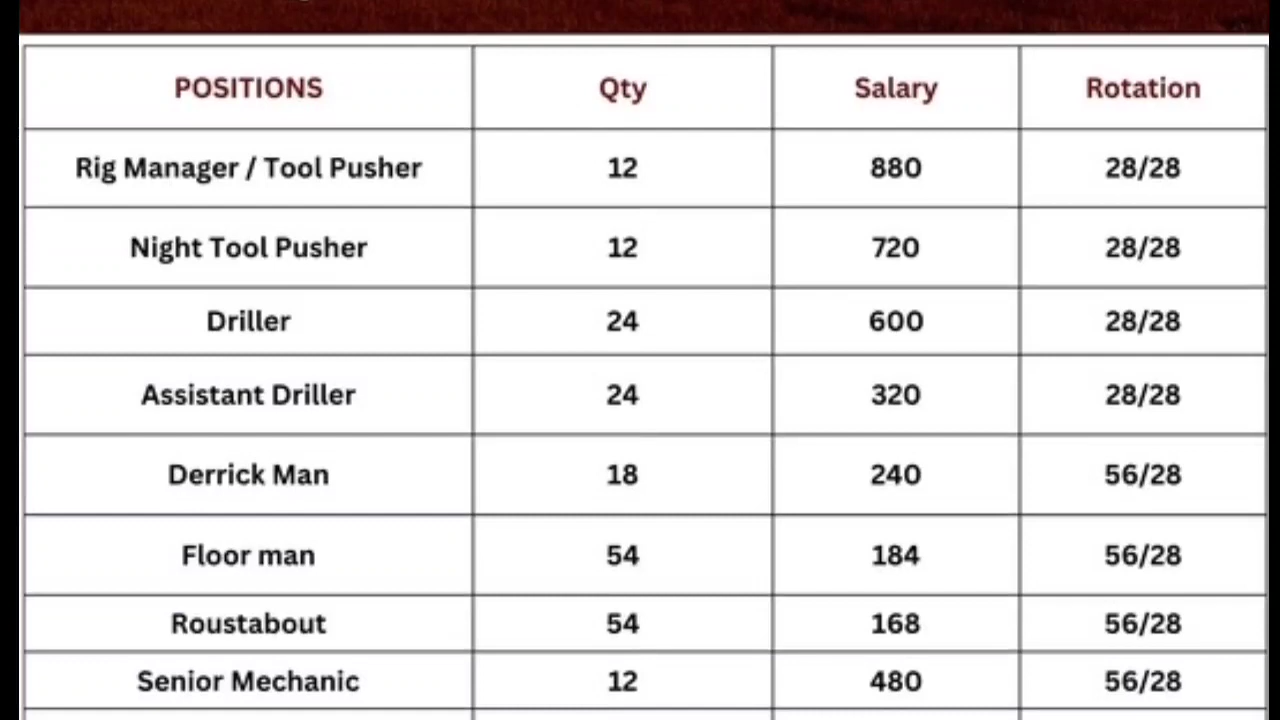 POSITIONS Qty Salary Rotation
Rig Manager / Tool Pusher 12 880 28/28
Night Tool Pusher 12 720 28/28
Driller 24 600 28/28
Assistant Driller 24 320 28/28
Derrick Man 18 240 56/28
Floor man 54 184 56/28
Roustabout 54 168 56/28
Senior Mechanic 12 480 56/28